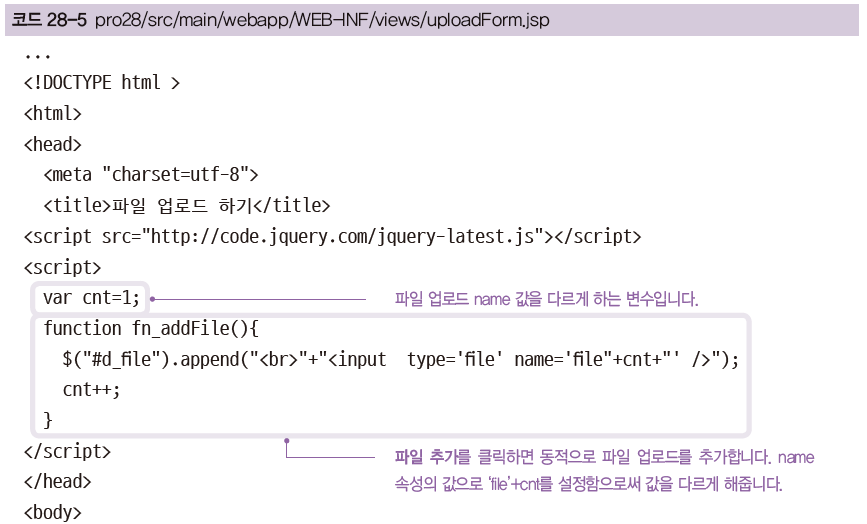 코드 28-5 pro28/src/main/webapp/WEB-INF/views/uploadForm.jsp
...
<!DOCTYPE html >
<html>
<head>
<meta "charset=utf-8">
<title>파일 업로드 하기</title>
<script src="http://code.jquery.com/jquery-latest.js"></script>
<script>
var cnt=1;
파일 업로드 name 값을 다르게 하는 변수입니다.
function fn_addFile(){
$("#d_file").append("<br>"+"<input  type='file' name='file"+cnt+"' />");
cnt++;
}
</script>
파일 추가를 클릭하면 동적으로 파일 업로드를 추가합니다. name
</head>
속성의 값으로 'file'+cnt를 설정함으로써 값을 다르게 해줍니다.
<body>